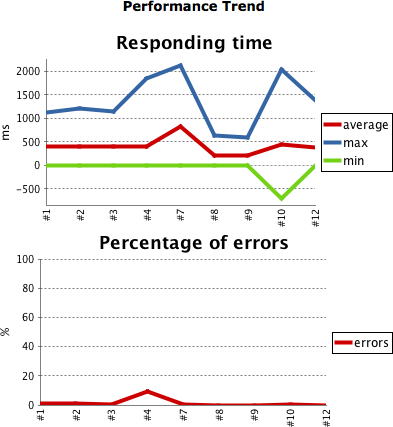 Performance Trend
Responding time
2000
1500
1000
500
0
-500
ms
#1 #2 #3 #4 #7 #8 #9 #10 #12
average
max
min
Percentage of errors
100
80
60
40
20
0
%
#1 #2 #3 #4 #7 #8 #9 #10 #12
errors